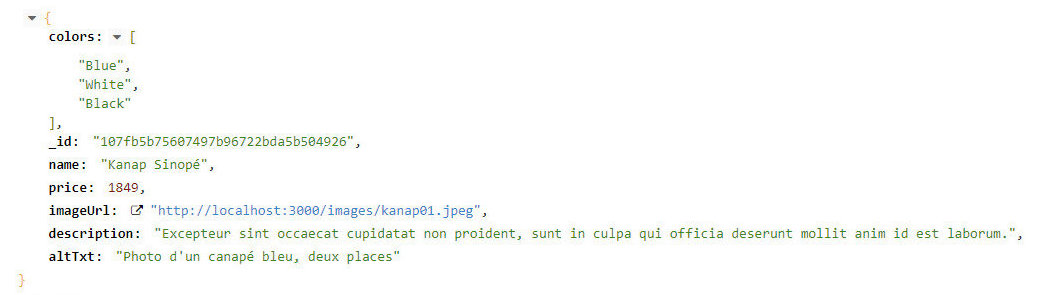 {
colors: [
"Blue",
"White",
"Black"
],
_id: "107fb5b75607497b96722bda5b504926",
name: "Kanap Sinopé",
price: 1849,
imageUrl: "http://localhost:3000/images/kanap01.jpeg",
description: "Excepteur sint occaecat cupidatat non proident, sunt in culpa qui officia deserunt mollit anim id est laborum.",
altTxt: "Photo d'un canapé bleu, deux places"
}